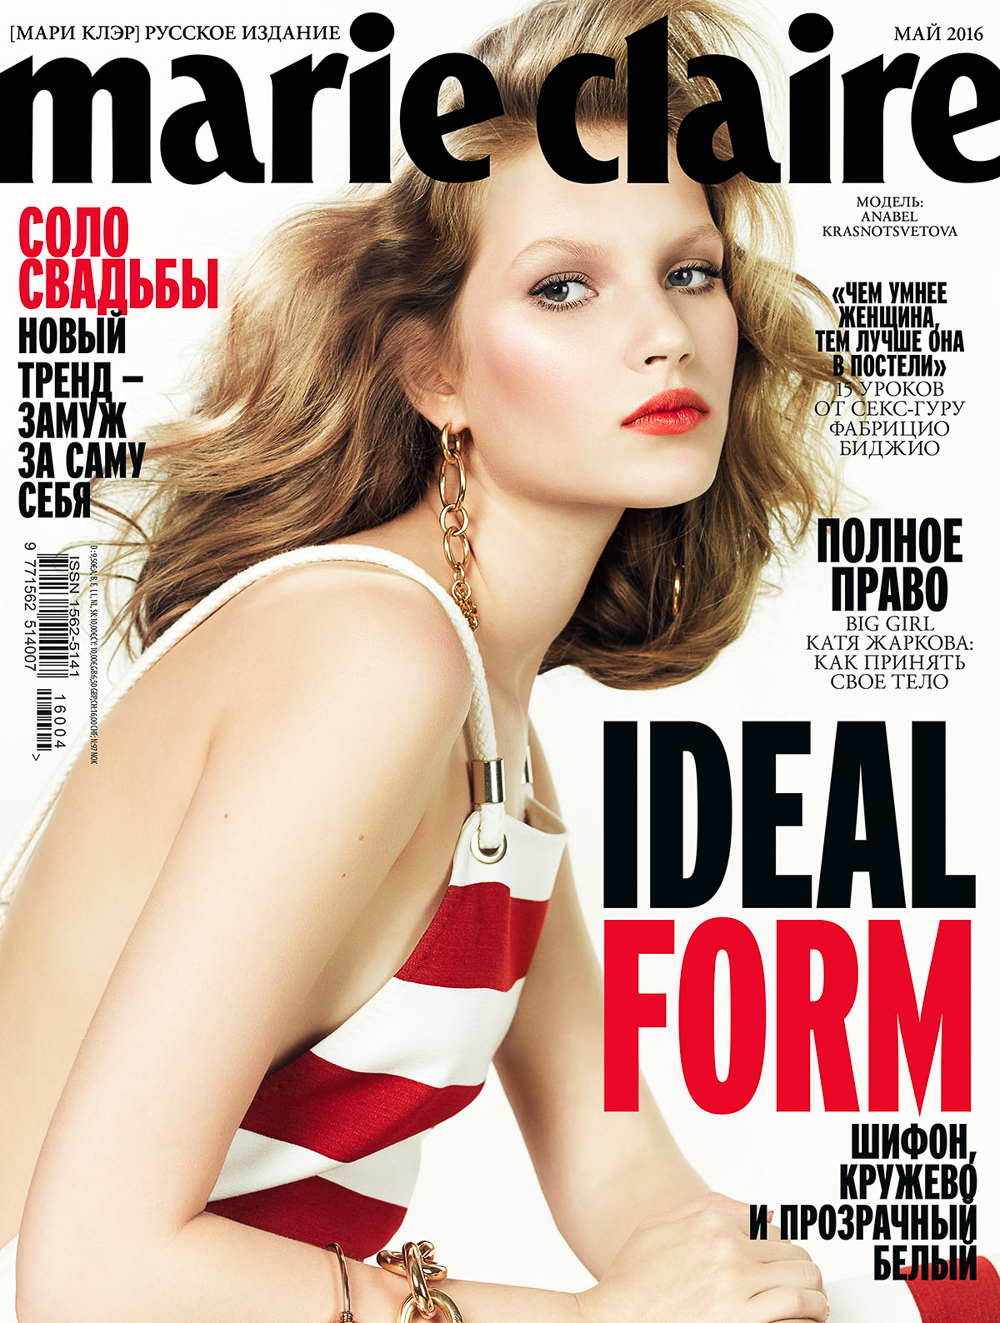 [МАРИ КЛЭР] РУССКОЕ ИЗДАНИЕ
МАЙ 2016
marie claire
СОЛО
СВАДЬБЫ
НОВЫЙ
ТРЕНД –
ЗАМУЖ
ЗА САМУ
СЕБЯ
МОДЕЛЬ:
ANABEL
KRASNOTSVETOVA
«ЧЕМ УМНЕЕ
ЖЕНЩИНА,
ТЕМ ЛУЧШЕ ОНА
В ПОСТЕЛИ»
15 УРОКОВ
ОТ СЕКС-ГУРУ
ФАБРИЦИО
БИДЖИО
ПОЛНОЕ
ПРАВО
BIG GIRL
КАТЯ ЖАРКОВА:
КАК ПРИНЯТЬ
СВОЕ ТЕЛО
ISSN 1562-5141
9 771562 514007
16004
>
IDEAL
FORM
ШИФОН,
КРУЖЕВО
И ПРОЗРАЧНЫЙ
БЕЛЫЙ